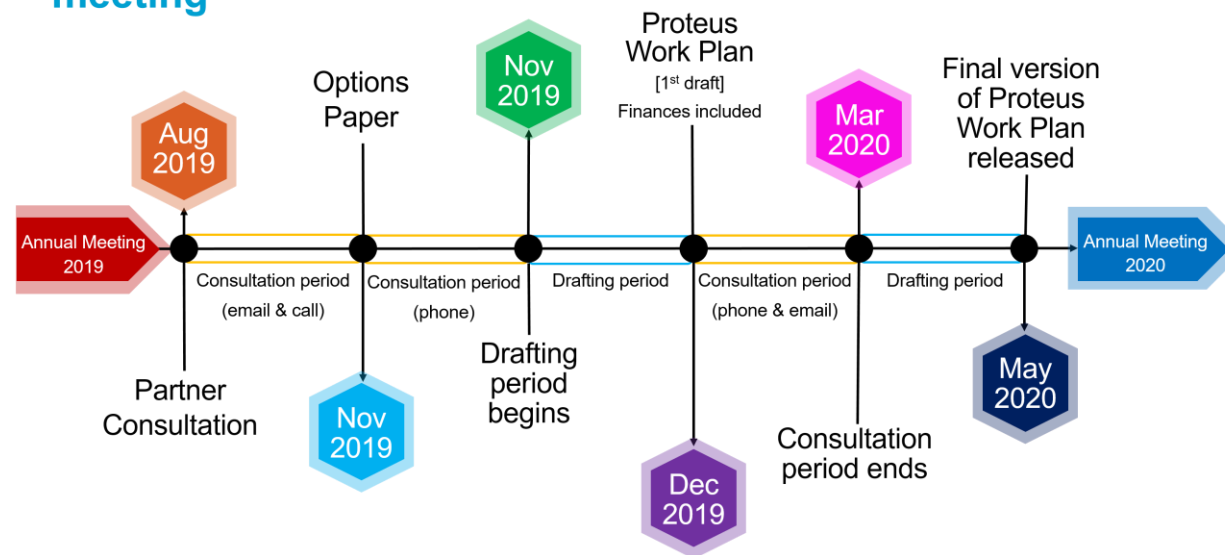 meeting
Aug
2019
Options
Paper
Nov
2019
Proteus
Work Plan
[1st draft]
Finances included
Mar
2020
Final version
of Proteus
Work Plan
released
Annual Meeting
2019
Consultation period
(email & call)
Consultation period
(phone)
Drafting period
Consultation period
(phone & email)
Drafting period
Annual Meeting
2020
Partner
Consultation
Nov
2019
Drafting
period
begins
Dec
2019
Consultation
period ends
May
2020